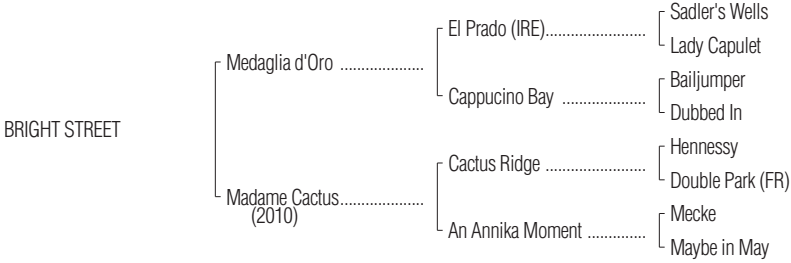 Sadler's Wells
El Prado (IRE)........................
Lady Capulet
Medaglia d'Oro ....................
Bailjumper
Cappucino Bay ....................
Dubbed In
BRIGHT STREET
Hennessy
Cactus Ridge ........................
Double Park (FR)
Madame Cactus....................
(2010)
Mecke
An Annika Moment ..............
Maybe in May